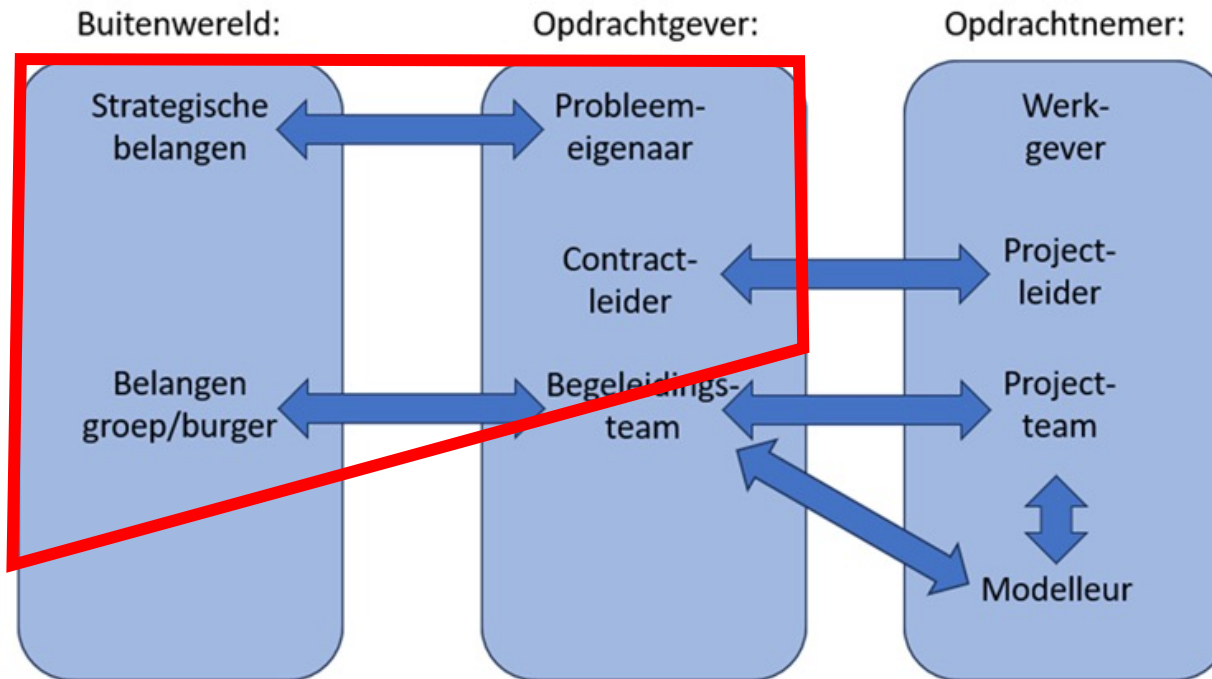 Buitenwereld:
Opdrachtgever:
Opdrachtnemer:
Strategische
belangen
Probleem-
eigenaar
Werk-
gever
Contract-
leider
Project-
leider
Belangen
groep/burger
Begeleidings-
team
Project-
team
Modelleur